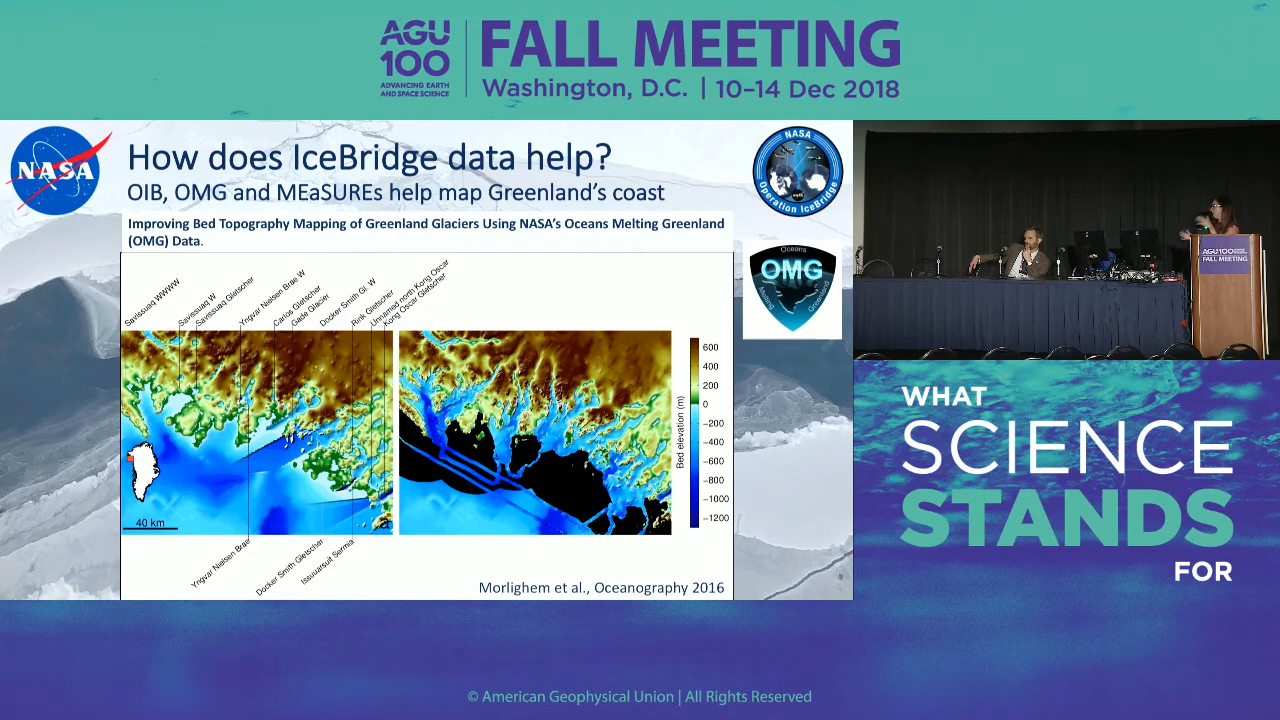 AGU
100
ADVANCING EARTH
AND SPACE SCIENCE
FALL MEETING
Washington, D.C. | 10–14 Dec 2018
NASA
How does IceBridge data help?
OIB, OMG and MEaSUREs help map Greenland's coast
NASA
Operation IceBridge
Improving Bed Topography Mapping of Greenland Glaciers Using NASA's Oceans Melting Greenland
(OMG) Data.
Oceans
OMG
Melting
Greenland
Savissuaq WWWW
Savissuaq W
Savissuaq Gletscher
Yngvar Nielsen Brae W
Carlos Gletscher
Gade Glacier
Docker Smith Gl. W
Rink Gletscher
Unnamed north Kong Oscar
Kong Oscar Gletscher
600
400
200
0
−200
−400
−600
−800
−1000
−1200
Bed elevation (m)
40 km
a
Yngvar Nielsen Brae
Docker Smith Gletscher
Issuusarsuit Sermia
Morlighem et al., Oceanography 2016
AGU100
FALL MEETING
WHAT
SCIENCE
STANDS
FOR
© American Geophysical Union | All Rights Reserved